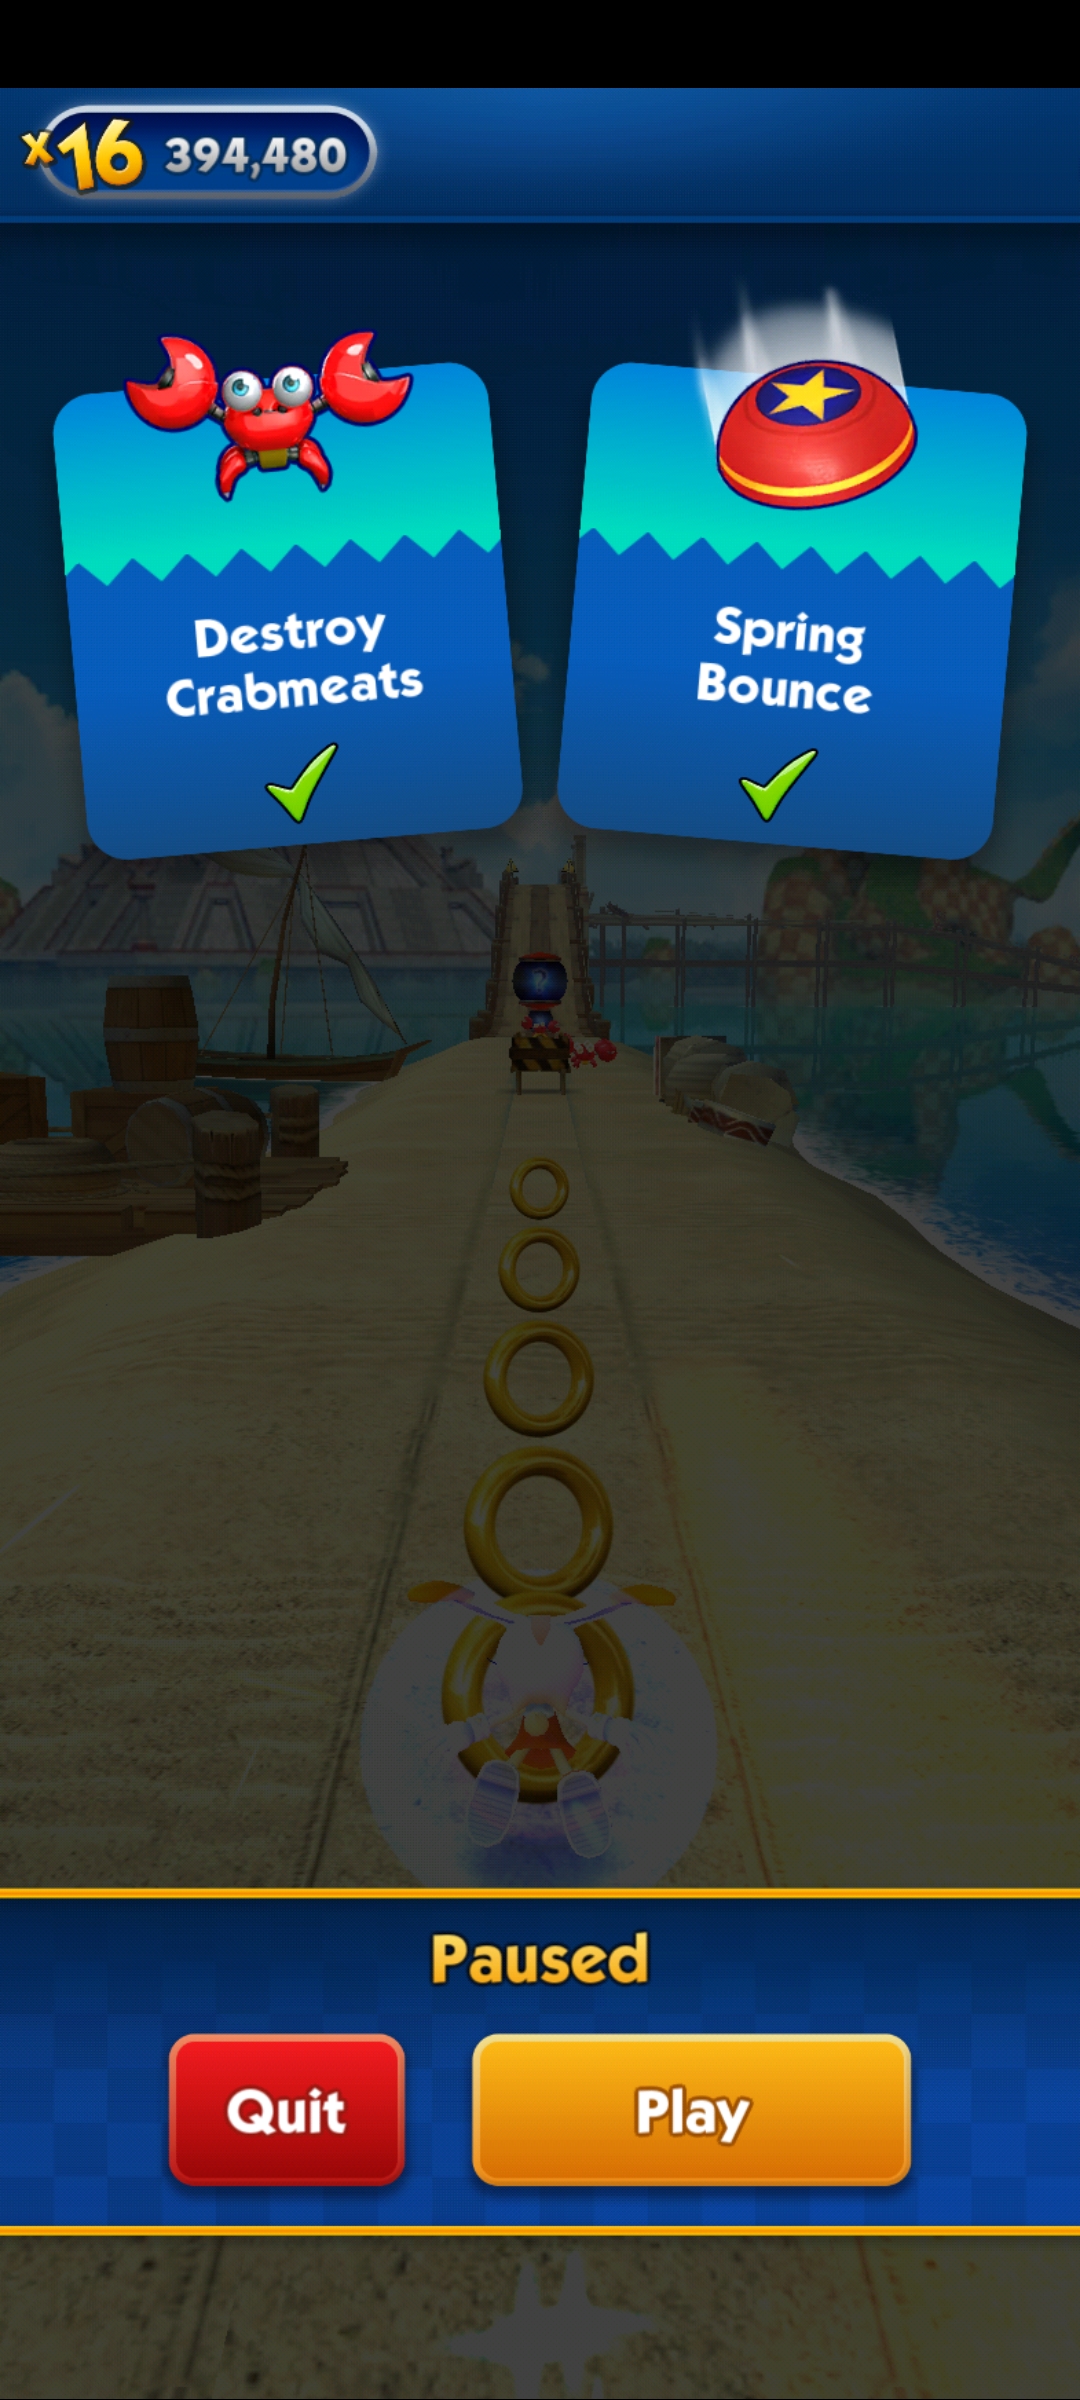 x16 394,480
Destroy
Crabmeats
Spring
Bounce
?
Paused
Quit
Play